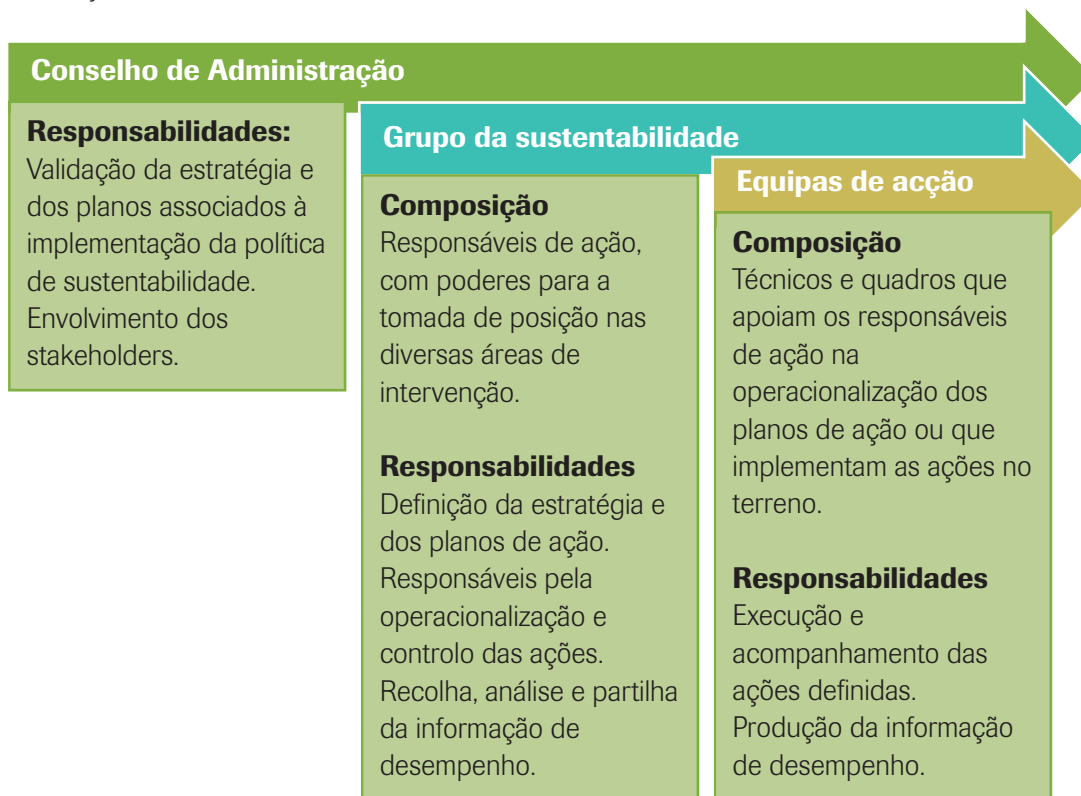 Conselho de Administração
Responsabilidades:
Validação da estratégia e
dos planos associados à
implementação da política
de sustentabilidade.
Envolvimento dos
stakeholders.
Grupo da sustentabilidade
Composição
Responsáveis de ação,
com poderes para a
tomada de posição nas
diversas áreas de
intervenção.
Responsabilidades
Definição da estratégia e
dos planos de ação.
Responsáveis pela
operacionalização e
controlo das ações.
Recolha, análise e partilha
da informação de
desempenho.
Equipas de acção
Composição
Técnicos e quadros que
apoiam os responsáveis
de ação na
operacionalização dos
planos de ação ou que
implementam as ações no
terreno.
Responsabilidades
Execução e
acompanhamento das
ações definidas.
Produção da informação
de desempenho.